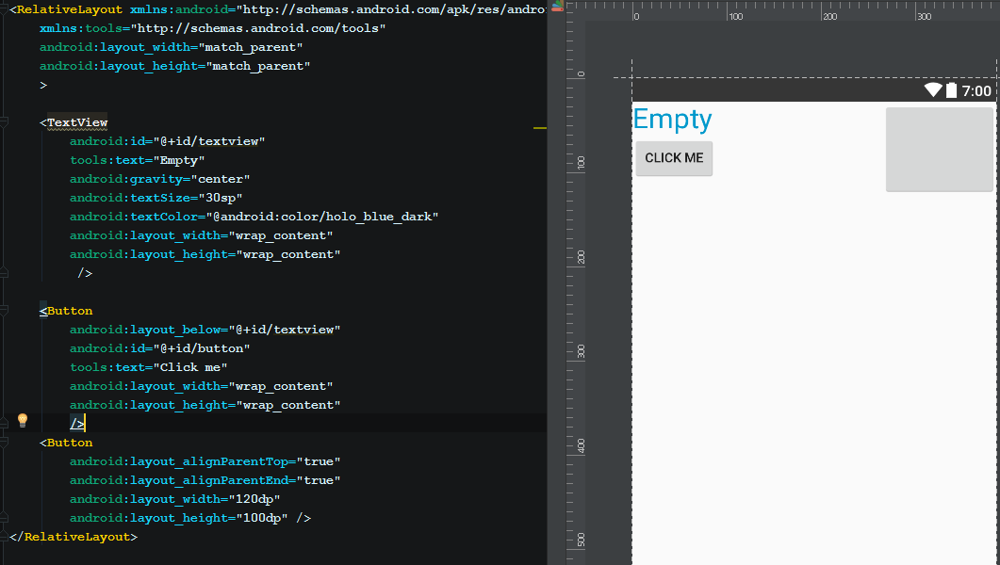 <RelativeLayout xmlns:android="http://schemas.android.com/apk/res/andro
xmlns:tools="http://schemas.android.com/tools"
android:layout_width="match_parent"
android:layout_height="match_parent"
>
<TextView
android:id="@+id/textview"
tools:text="Empty"
android:gravity="center"
android:textSize="30sp"
android:textColor="@android:color/holo_blue_dark"
android:layout_width="wrap_content"
android:layout_height="wrap_content"
/>
<Button
android:layout_below="@+id/textview"
android:id="@+id/button"
tools:text="Click me"
android:layout_width="wrap_content"
android:layout_height="wrap_content"
/>
<Button
android:layout_alignParentTop="true"
android:layout_alignParentEnd="true"
android:layout_width="120dp"
android:layout_height="100dp" />
</RelativeLayout>
0 100 200 300
0
100
200
300
400
500
7:00
Empty
CLICK ME